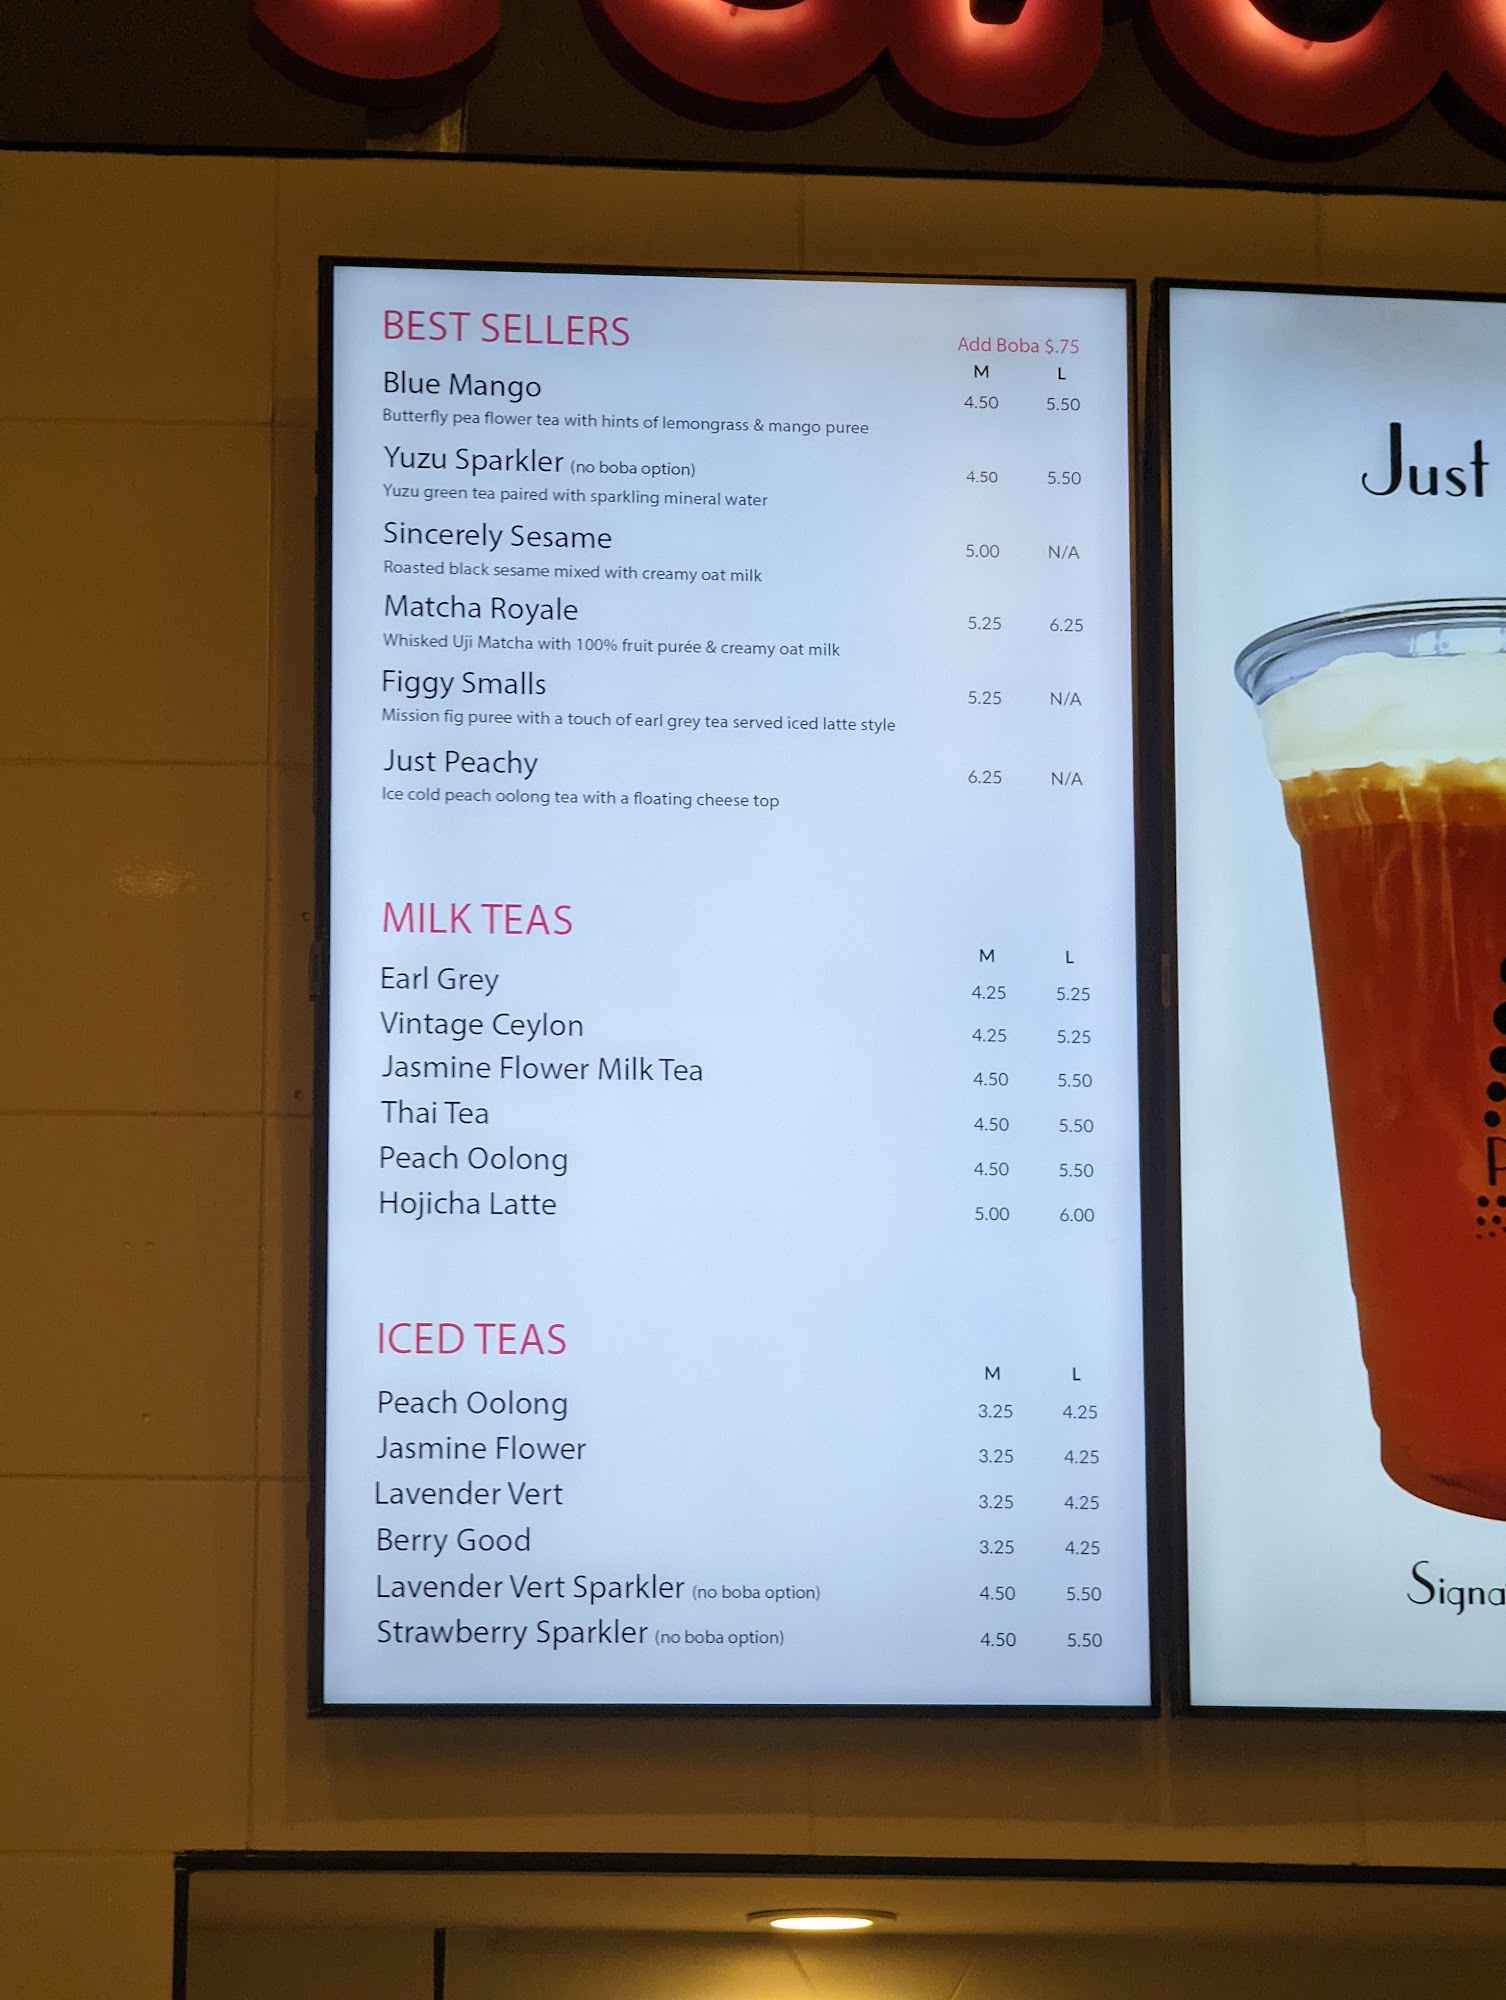 BEST SELLERS
Add Boba $.75
M L
Blue Mango 4.50 5.50
Butterfly pea flower tea with hints of lemongrass & mango puree
Yuzu Sparkler (no boba option) 4.50 5.50
Yuzu green tea paired with sparkling mineral water
Sincerely Sesame 5.00 N/A
Roasted black sesame mixed with creamy oat milk
Matcha Royale 5.25 6.25
Whisked Uji Matcha with 100% fruit purée & creamy oat milk
Figgy Smalls 5.25 N/A
Mission fig puree with a touch of earl grey tea served iced latte style
Just Peachy 6.25 N/A
Ice cold peach oolong tea with a floating cheese top
MILK TEAS
M L
Earl Grey 4.25 5.25
Vintage Ceylon 4.25 5.25
Jasmine Flower Milk Tea 4.50 5.50
Thai Tea 4.50 5.50
Peach Oolong 4.50 5.50
Hojicha Latte 5.00 6.00
ICED TEAS
M L
Peach Oolong 3.25 4.25
Jasmine Flower 3.25 4.25
Lavender Vert 3.25 4.25
Berry Good 3.25 4.25
Lavender Vert Sparkler (no boba option) 4.50 5.50
Strawberry Sparkler (no boba option) 4.50 5.50
Just